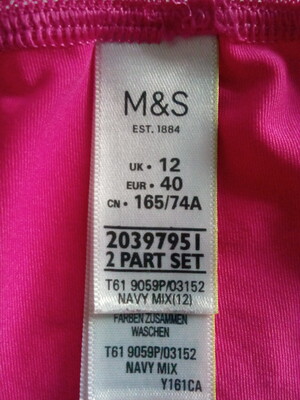 M&S
EST. 1884
UK • 12
EUR • 40
CN • 165/74A
20397951
2 PART SET
T61 9059P/03152
NAVY MIX(12)
FARBEN ZUSAMMEN
WASCHEN
T61 9059P/03152
NAVY MIX
Y161CA